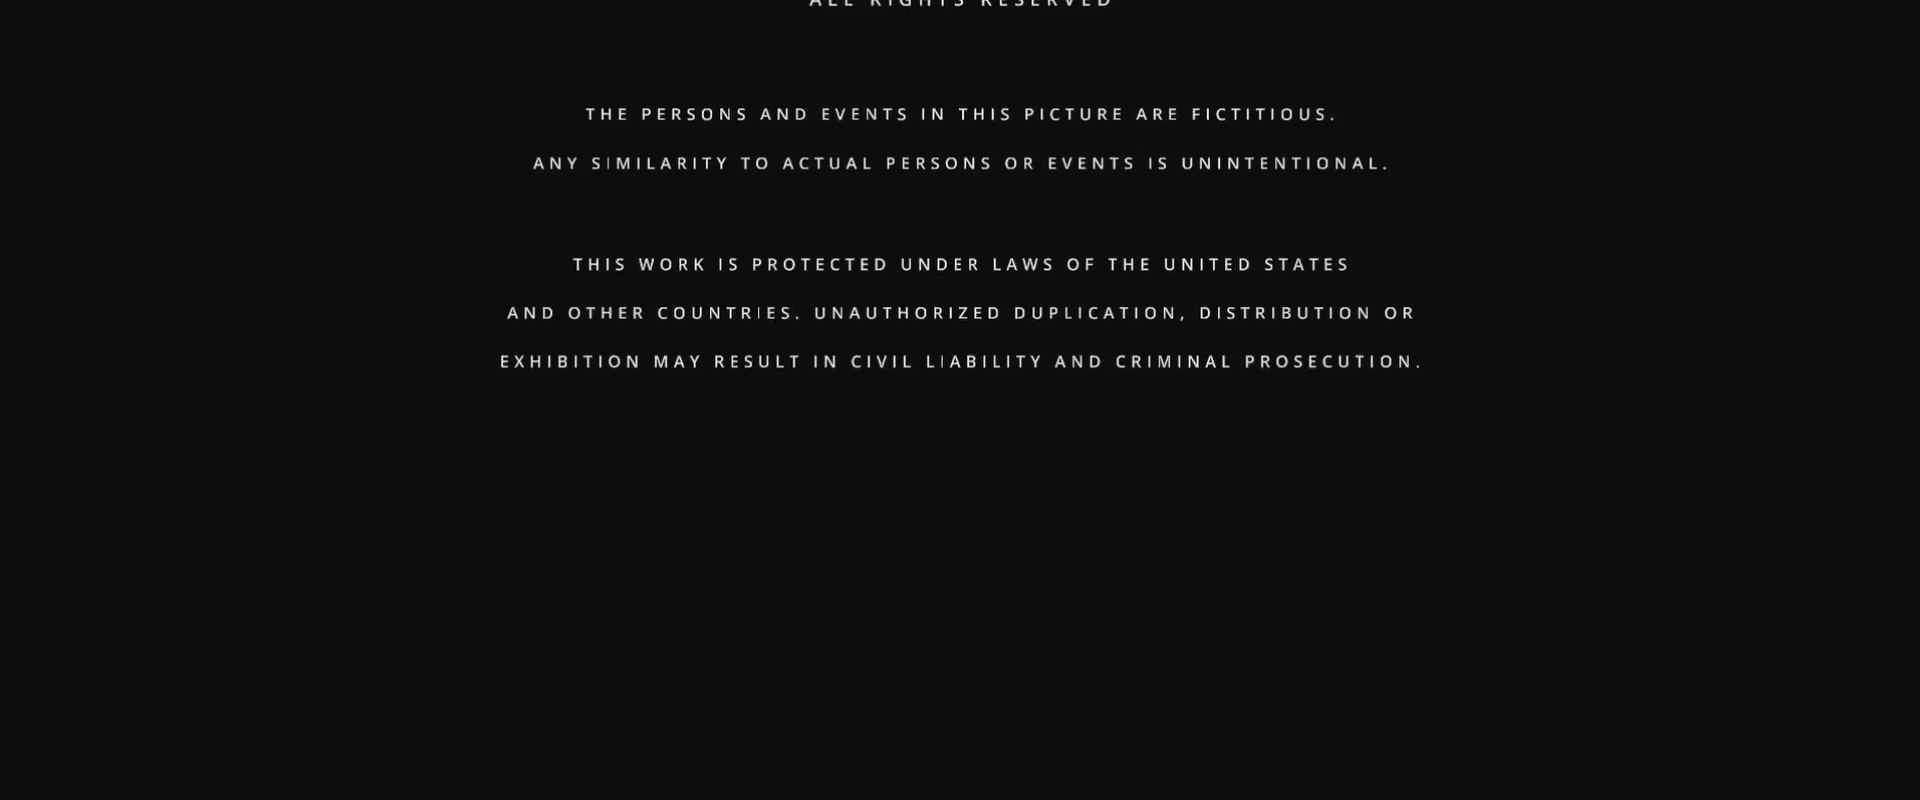 ALL RIGHTS RESERVED
THE PERSONS AND EVENTS IN THIS PICTURE ARE FICTITIOUS.
ANY SIMILARITY TO ACTUAL PERSONS OR EVENTS IS UNINTENTIONAL.
THIS WORK IS PROTECTED UNDER LAWS OF THE UNITED STATES
AND OTHER COUNTRIES. UNAUTHORIZED DUPLICATION, DISTRIBUTION OR
EXHIBITION MAY RESULT IN CIVIL LIABILITY AND CRIMINAL PROSECUTION.